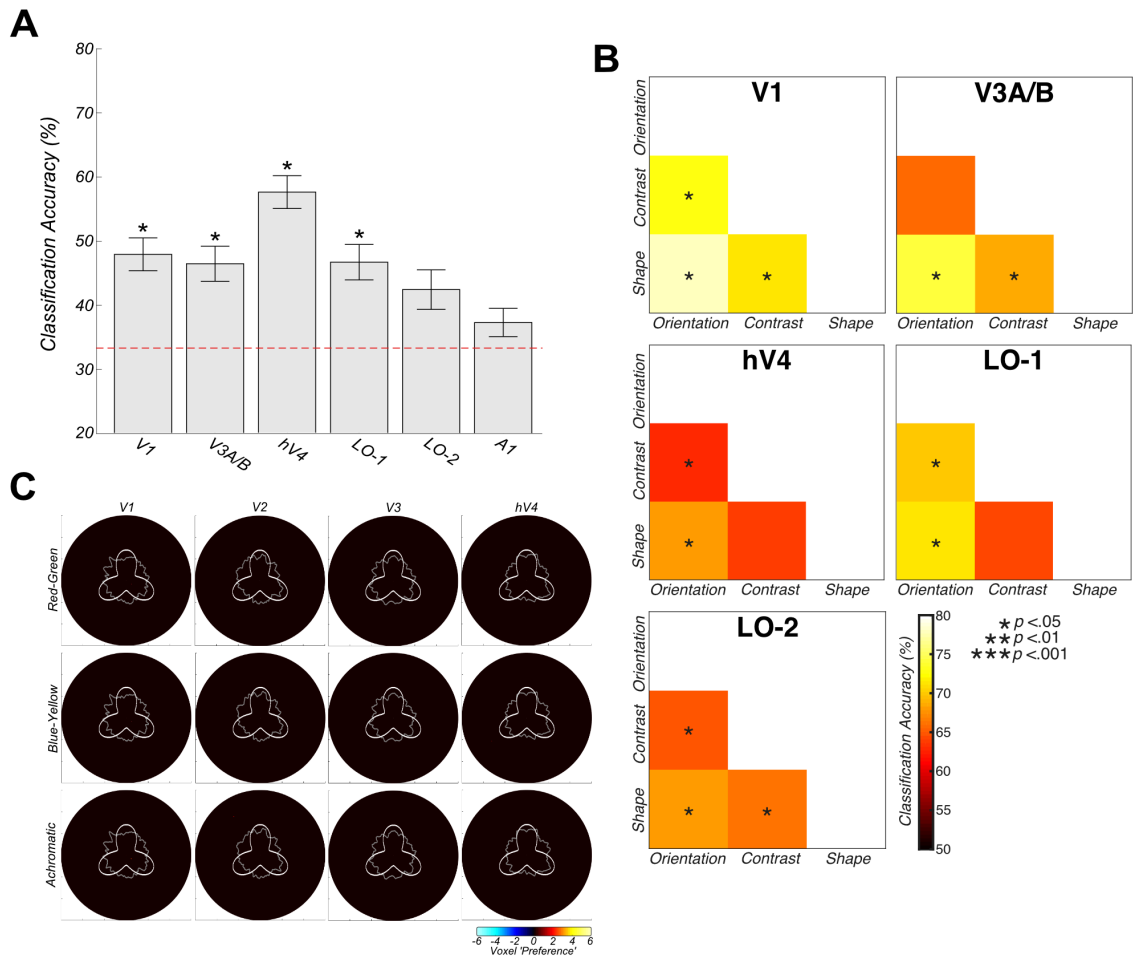 A
Classification Accuracy (%)
80
70
60
50
40
30
20
*
*
*
*
V1
V3A/B
hV4
LO-1
LO-2
A1
B
V1
Orientation
Contrast
Shape
*
*
*
Orientation Contrast Shape
V3A/B
*
*
Orientation Contrast Shape
hV4
Orientation
Contrast
Shape
*
*
Orientation Contrast Shape
LO-1
*
*
Orientation Contrast Shape
LO-2
Orientation
Contrast
Shape
*
*
*
Orientation Contrast Shape
Classification Accuracy (%)
80
75
70
65
60
55
50
*p <.05
**p <.01
***p <.001
C
V1 V2 V3 hV4
Red-Green
Blue-Yellow
Achromatic
-6 -4 -2 0 2 4 6
Voxel 'Preference'